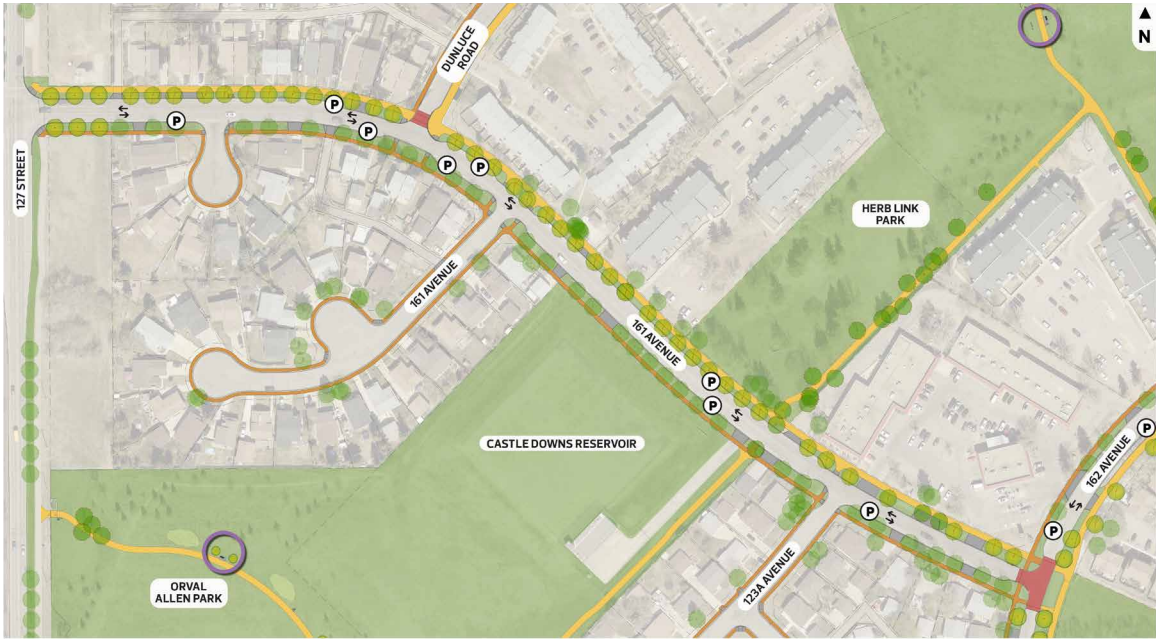 N
DUNLUCE
ROAD
P
P
P
P
P
127 STREET
HERB LINK
PARK
161 AVENUE
161 AVENUE
P
P
CASTLE DOWNS RESERVOIR
P
162 AVENUE
P
P
123A AVENUE
ORVAL
ALLEN PARK